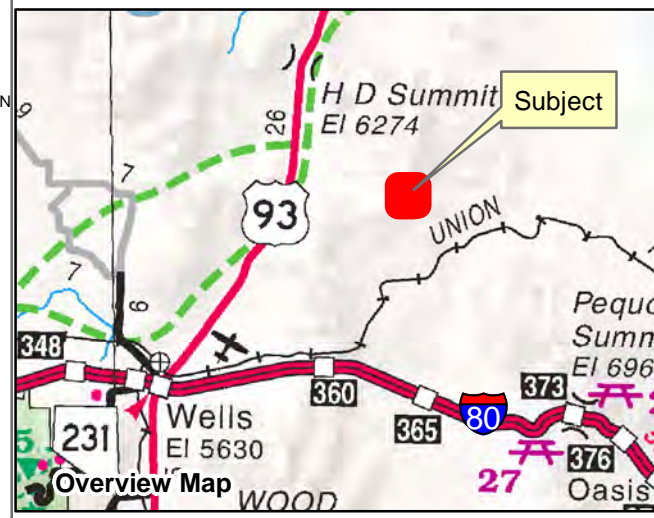 N
9
H D Summit
El 6274
Subject
26
7
93
UNION
7
6
348
Pequo
Summ
El 696
360
373
365
80
Wells
El 5630
231
5
27
376
Oasis
Overview Map
WOOD